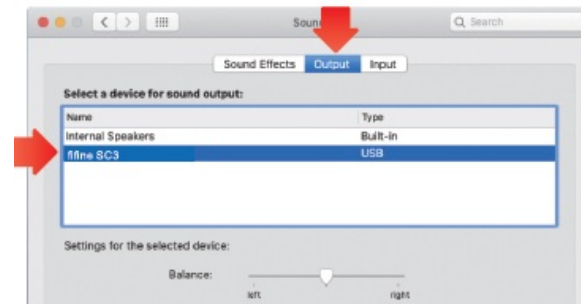 Sound
Search
Sound Effects Output Input
Select a device for sound output:
Name Type
Internal Speakers Built-in
fifine SC3 USB
Settings for the selected device:
Balance:
left right